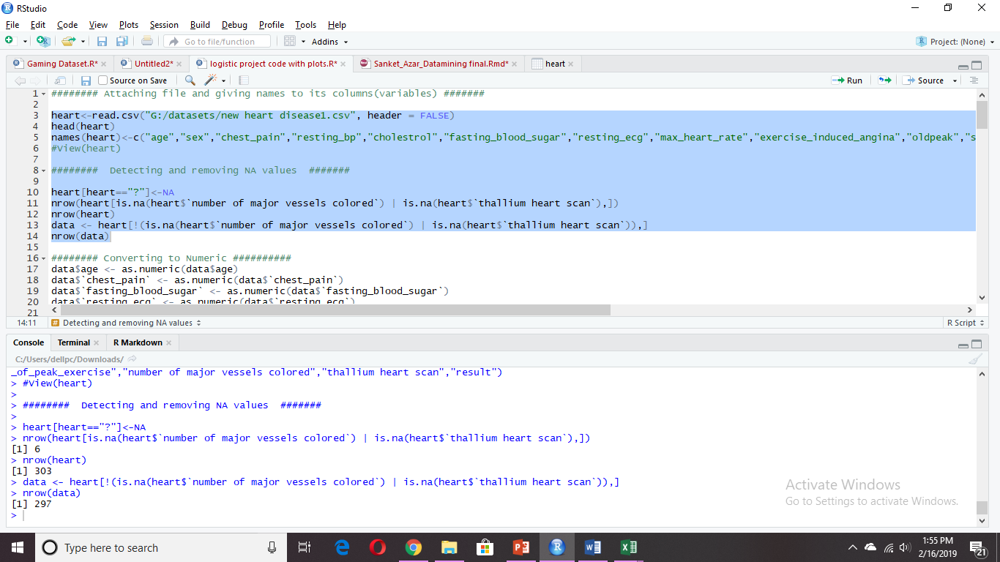 RStudio
File Edit Code View Plots Session Build Debug Profile Tools Help
Go to file/function Addins Project: (None)
Gaming Dataset.R* Untitled2* logistic project code with plots.R* Sanket_Azar_Datamining final.Rmd* heart
Source on Save Run Source
1 ######## Attaching file and giving names to its columns(variables) #######
2
3 heart<-read.csv("G:/datasets/new heart disease1.csv", header = FALSE)
4 head(heart)
5 names(heart)<-c("age","sex","chest_pain","resting_bp","cholestrol","fasting_blood_sugar","resting_ecg","max_heart_rate","exercise_induced_angina","oldpeak","s
6 #View(heart)
7
8 ######## Detecting and removing NA values #######
9
10 heart[heart=="?"]<-NA
11 nrow(heart[is.na(heart$`number of major vessels colored`) | is.na(heart$`thallium heart scan`),])
12 nrow(heart)
13 data <- heart[!(is.na(heart$`number of major vessels colored`) | is.na(heart$`thallium heart scan`)),]
14 nrow(data)
15
16 ######## Converting to Numeric ##########
17 data$age <- as.numeric(data$age)
18 data$`chest_pain` <- as.numeric(data$`chest_pain`)
19 data$`fasting_blood_sugar` <- as.numeric(data$`fasting_blood_sugar`)
20 data$`resting_ecg` <- as.numeric(data$`resting_ecg`)
21
14:11 # Detecting and removing NA values R Script
Console Terminal R Markdown
C:/Users/dellpc/Downloads/
_of_peak_exercise","number of major vessels colored","thallium heart scan","result")
> #View(heart)
>
> ######## Detecting and removing NA values #######
>
> heart[heart=="?"]<-NA
> nrow(heart[is.na(heart$`number of major vessels colored`) | is.na(heart$`thallium heart scan`),])
[1] 6
> nrow(heart)
[1] 303
> data <- heart[!(is.na(heart$`number of major vessels colored`) | is.na(heart$`thallium heart scan`)),]
> nrow(data)
[1] 297
>
Activate Windows
Go to Settings to activate Windows.
Type here to search
1:55 PM
2/16/2019
21